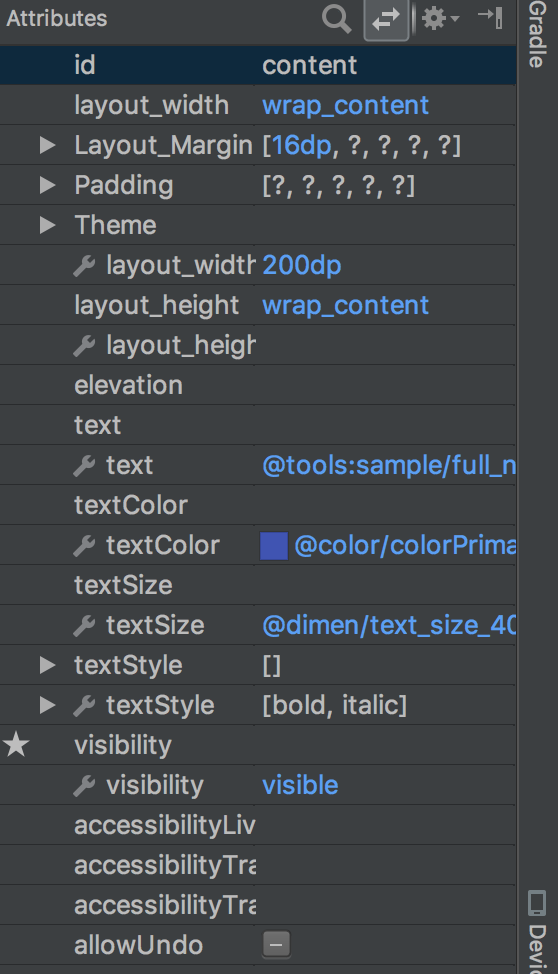 Attributes
Gradle
id content
layout_width wrap_content
Layout_Margin [16dp, ?, ?, ?, ?]
Padding [?, ?, ?, ?, ?]
Theme
layout_width 200dp
layout_height wrap_content
layout_heigh
elevation
text
text @tools:sample/full_n
textColor
textColor @color/colorPrima
textSize
textSize @dimen/text_size_40
textStyle []
textStyle [bold, italic]
visibility
visibility visible
accessibilityLiv
accessibilityTra
accessibilityTra
allowUndo
Devic